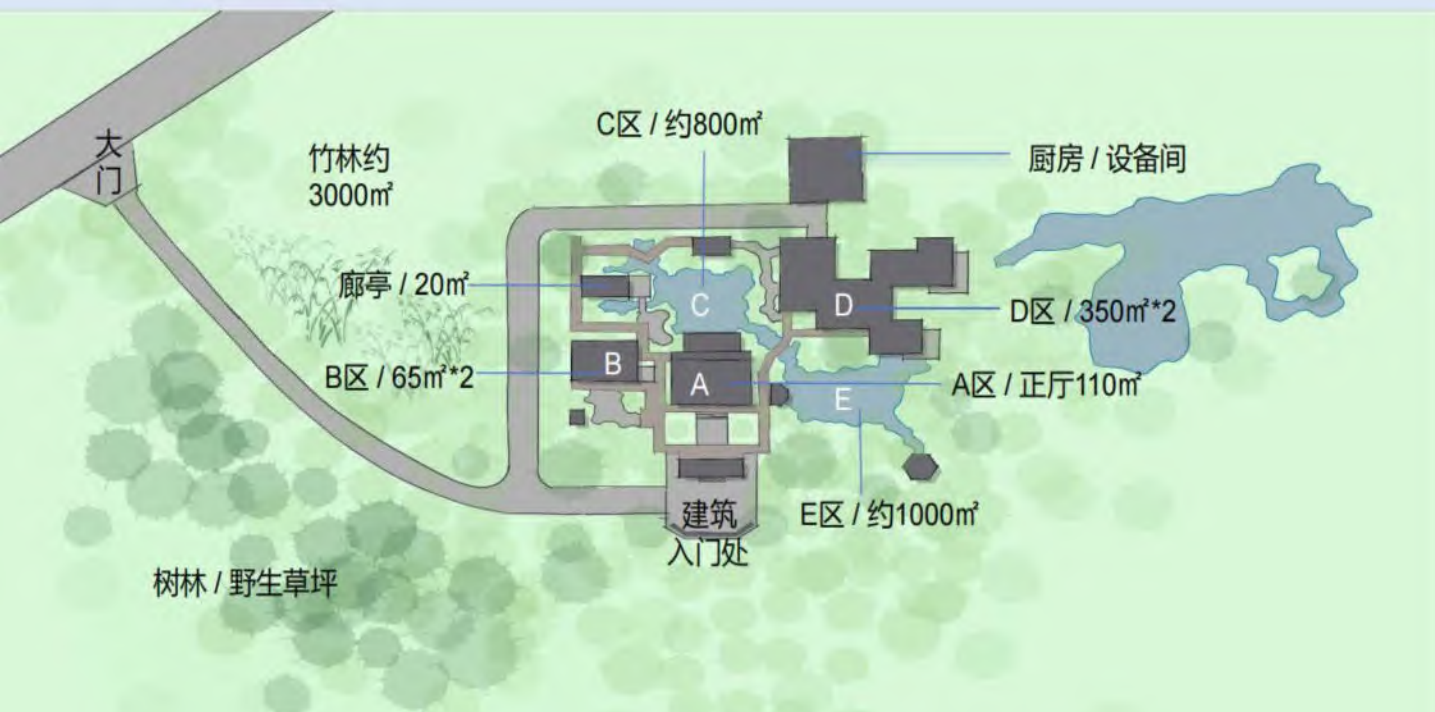 C区 / 约800㎡
大
门
竹林约
3000㎡
厨房 / 设备间
廊亭 / 20㎡
C
D
D区 / 350㎡*2
B区 / 65㎡*2
B
A
E
A区 / 正厅110㎡
建筑
入门处
E区 / 约1000㎡
树林 / 野生草坪